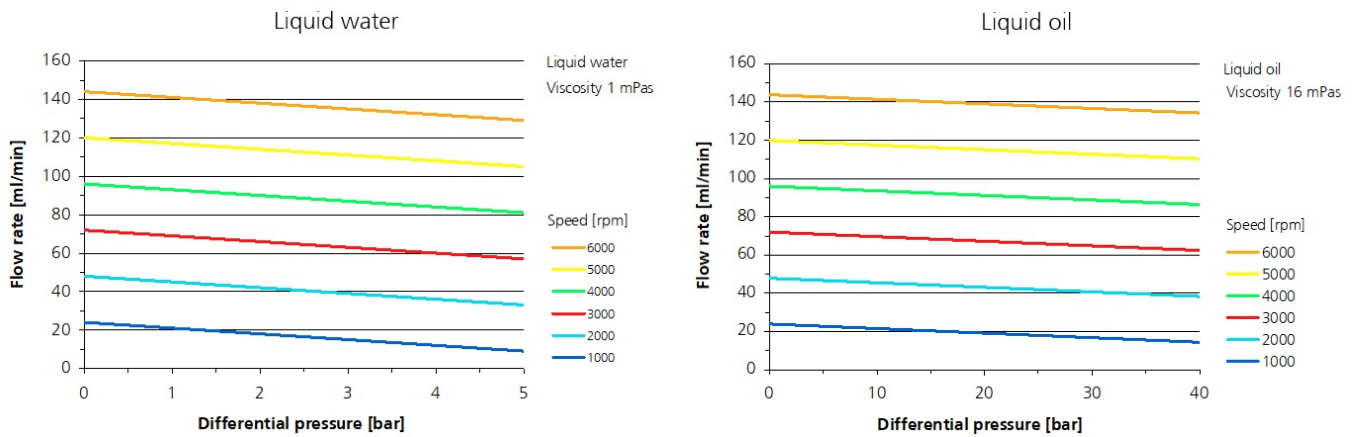 Liquid water
160
140
120
100
80
60
40
20
0
Flow rate [ml/min]
0 1 2 3 4 5
Differential pressure [bar]
Liquid water
Viscosity 1 mPas
Speed [rpm]
6000
5000
4000
3000
2000
1000
Liquid oil
160
140
120
100
80
60
40
20
0
Flow rate [ml/min]
0 10 20 30 40
Differential pressure [bar]
Liquid oil
Viscosity 16 mPas
Speed [rpm]
6000
5000
4000
3000
2000
1000